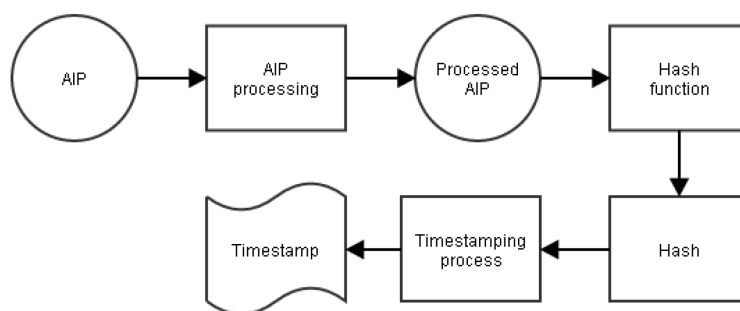 AIP
AIP
processing
Processed
AIP
Hash
function
Timestamp
Timestamping
process
Hash